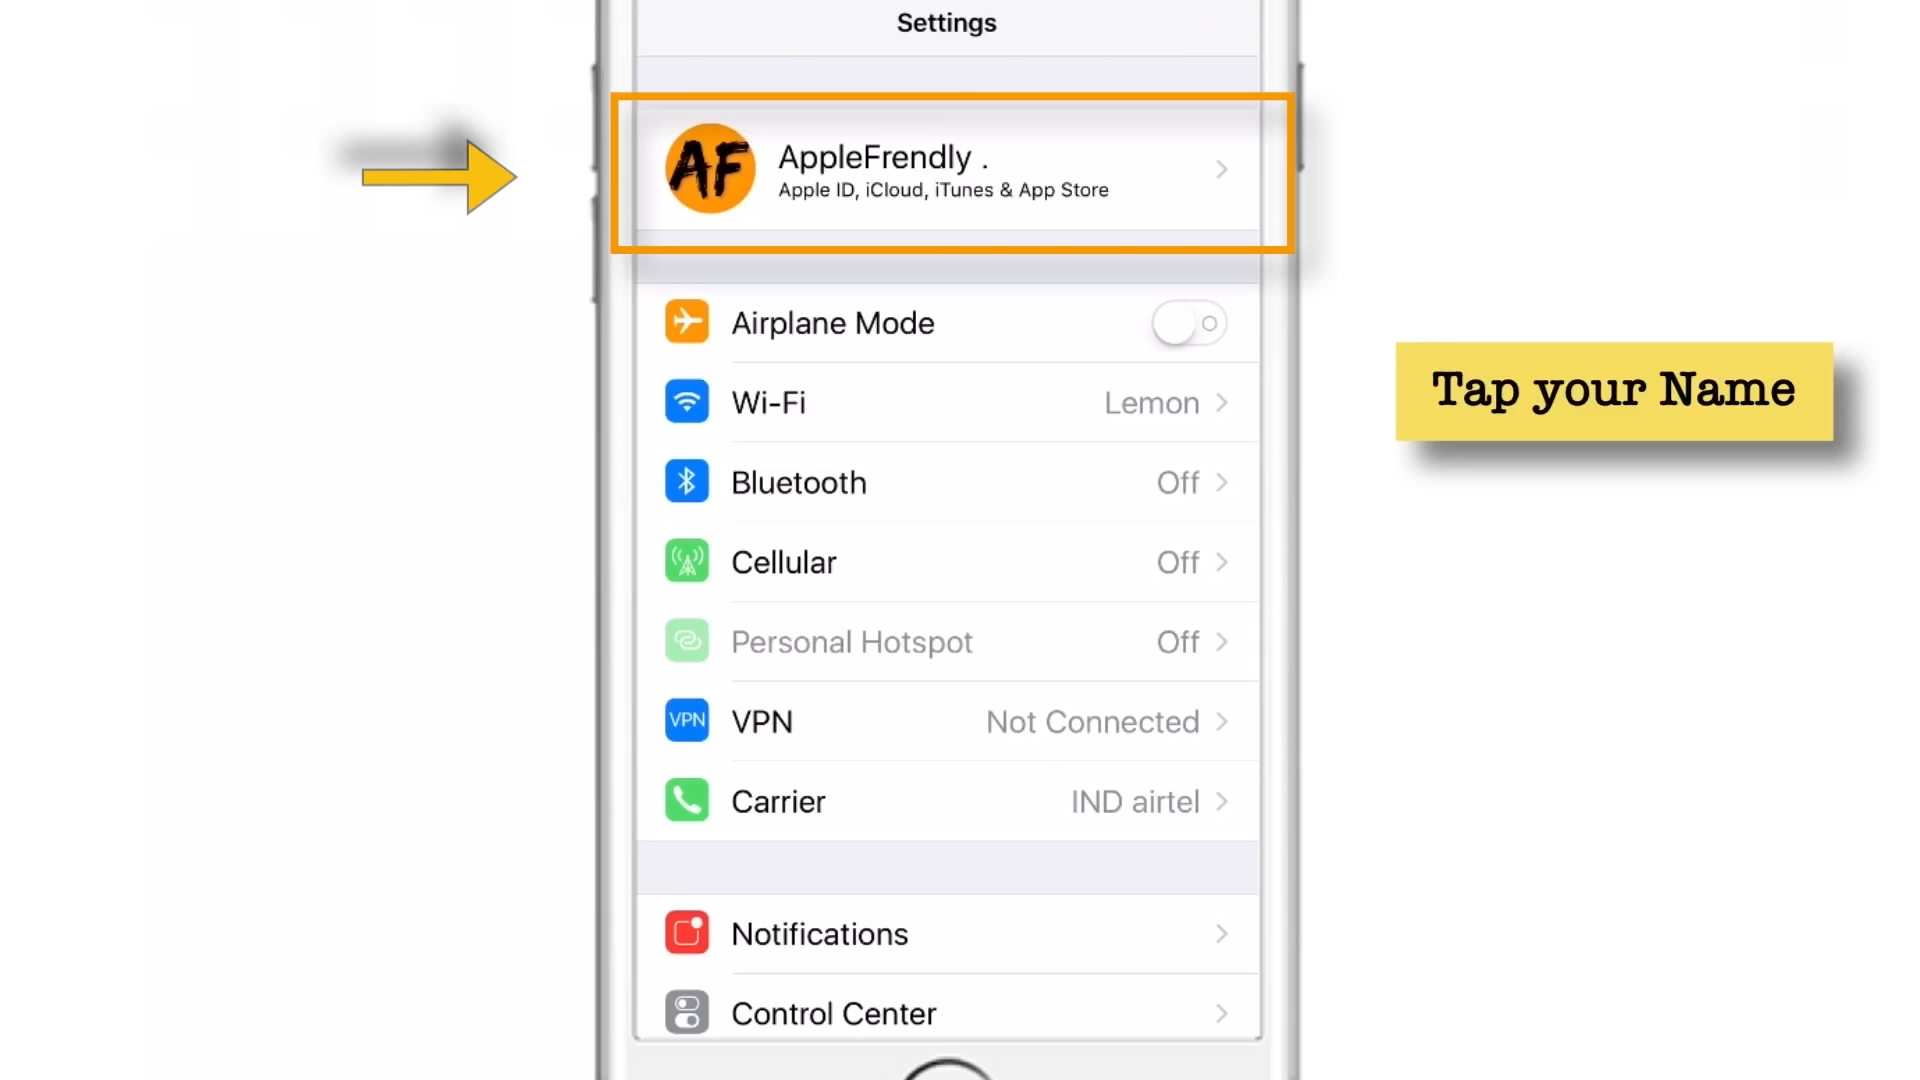 Settings
AF
AppleFrendly .
Apple ID, iCloud, iTunes & App Store
Airplane Mode
Wi-Fi Lemon
Tap your Name
Bluetooth Off
Cellular Off
Personal Hotspot Off
VPN VPN Not Connected
Carrier IND airtel
Notifications
Control Center